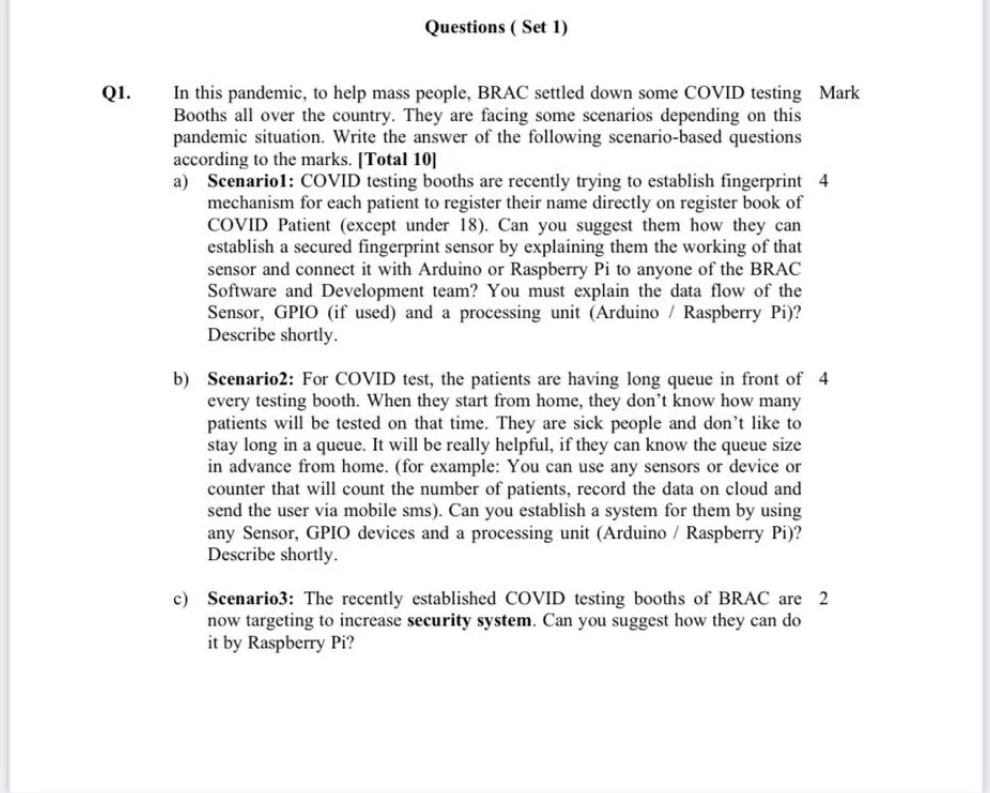 Questions ( Set 1)
Q1. In this pandemic, to help mass people, BRAC settled down some COVID testing Mark
Booths all over the country. They are facing some scenarios depending on this
pandemic situation. Write the answer of the following scenario-based questions
according to the marks. [Total 10]
a) Scenario1: COVID testing booths are recently trying to establish fingerprint 4
mechanism for each patient to register their name directly on register book of
COVID Patient (except under 18). Can you suggest them how they can
establish a secured fingerprint sensor by explaining them the working of that
sensor and connect it with Arduino or Raspberry Pi to anyone of the BRAC
Software and Development team? You must explain the data flow of the
Sensor, GPIO (if used) and a processing unit (Arduino / Raspberry Pi)?
Describe shortly.
b) Scenario2: For COVID test, the patients are having long queue in front of 4
every testing booth. When they start from home, they don't know how many
patients will be tested on that time. They are sick people and don't like to
stay long in a queue. It will be really helpful, if they can know the queue size
in advance from home. (for example: You can use any sensors or device or
counter that will count the number of patients, record the data on cloud and
send the user via mobile sms). Can you establish a system for them by using
any Sensor, GPIO devices and a processing unit (Arduino / Raspberry Pi)?
Describe shortly.
c) Scenario3: The recently established COVID testing booths of BRAC are 2
now targeting to increase security system. Can you suggest how they can do
it by Raspberry Pi?